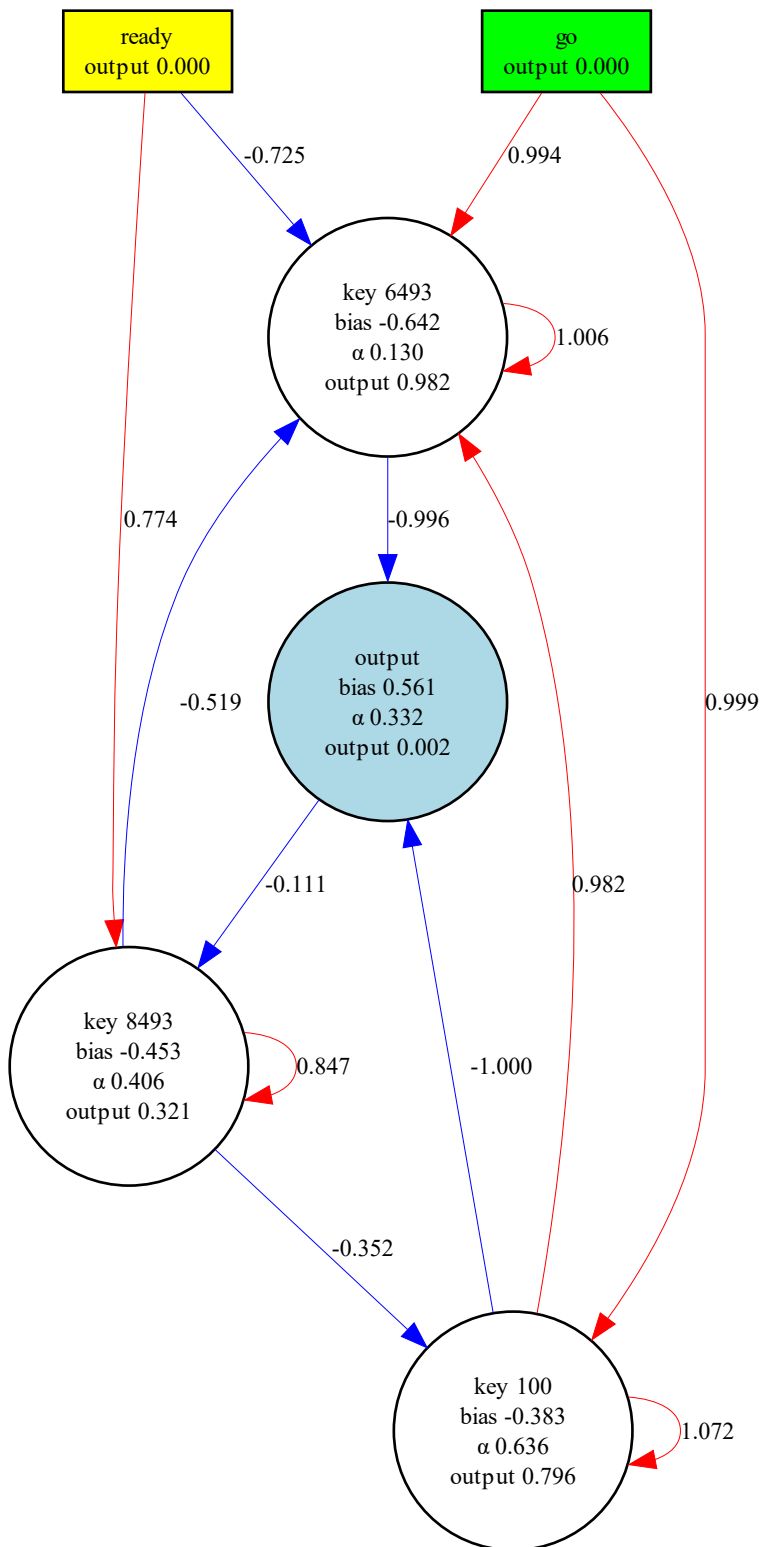 ready
output 0.000
go
output 0.000
-0.725
0.994
key 6493
bias -0.642
α 0.130
output 0.982
1.006
0.774
-0.996
-0.519
output
bias 0.561
α 0.332
output 0.002
0.999
-0.111
0.982
key 8493
bias -0.453
α 0.406
output 0.321
0.847
-1.000
-0.352
key 100
bias -0.383
α 0.636
output 0.796
1.072